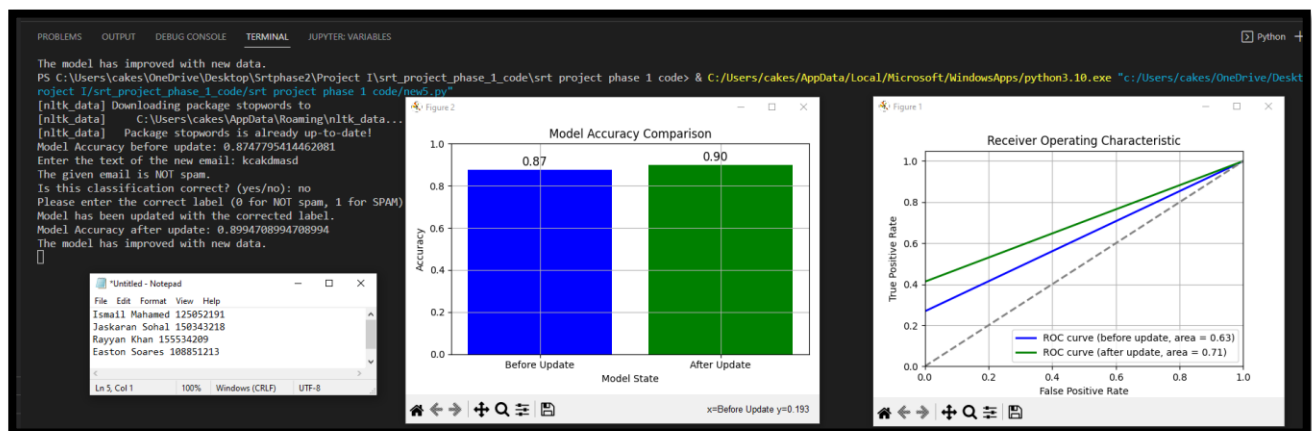 PROBLEMS OUTPUT DEBUG CONSOLE TERMINAL JUPYTER: VARIABLES
Python
The model has improved with new data.
PS C:\Users\cakes\OneDrive\Desktop\Srtphase2\Project I\srt_project_phase_1_code\srt project phase 1 code> & C:/Users/cakes/AppData/Local/Microsoft/WindowsApps/python3.10.exe "c:/Users/cakes/OneDrive/Deskt
roject I/srt_project_phase_1_code/srt project phase 1 code/new5.py"
[nltk_data] Downloading package stopwords to
[nltk_data] C:\Users\cakes\AppData\Roaming\nltk_data...
[nltk_data] Package stopwords is already up-to-date!
Model Accuracy before update: 0.8747795414462081
Enter the text of the new email: kcakdmasd
The given email is NOT spam.
Is this classification correct? (yes/no): no
Please enter the correct label (0 for NOT spam, 1 for SPAM)
Model has been updated with the corrected label.
Model Accuracy after update: 0.8994708994708994
The model has improved with new data.
*Untitled - Notepad
File Edit Format View Help
Ismail Mahamed 125052191
Jaskaran Sohal 150343218
Rayyan Khan 155534209
Easton Soares 108851213
Ln 5, Col 1 100% Windows (CRLF) UTF-8
Figure 2
Model Accuracy Comparison
1.0
0.8
0.6
0.4
0.2
0.0
Accuracy
0.87
0.90
Before Update After Update
Model State
x=Before Update y=0.193
Figure 1
Receiver Operating Characteristic
1.0
0.8
0.6
0.4
0.2
0.0
True Positive Rate
ROC curve (before update, area = 0.63)
ROC curve (after update, area = 0.71)
0.0 0.2 0.4 0.6 0.8 1.0
False Positive Rate